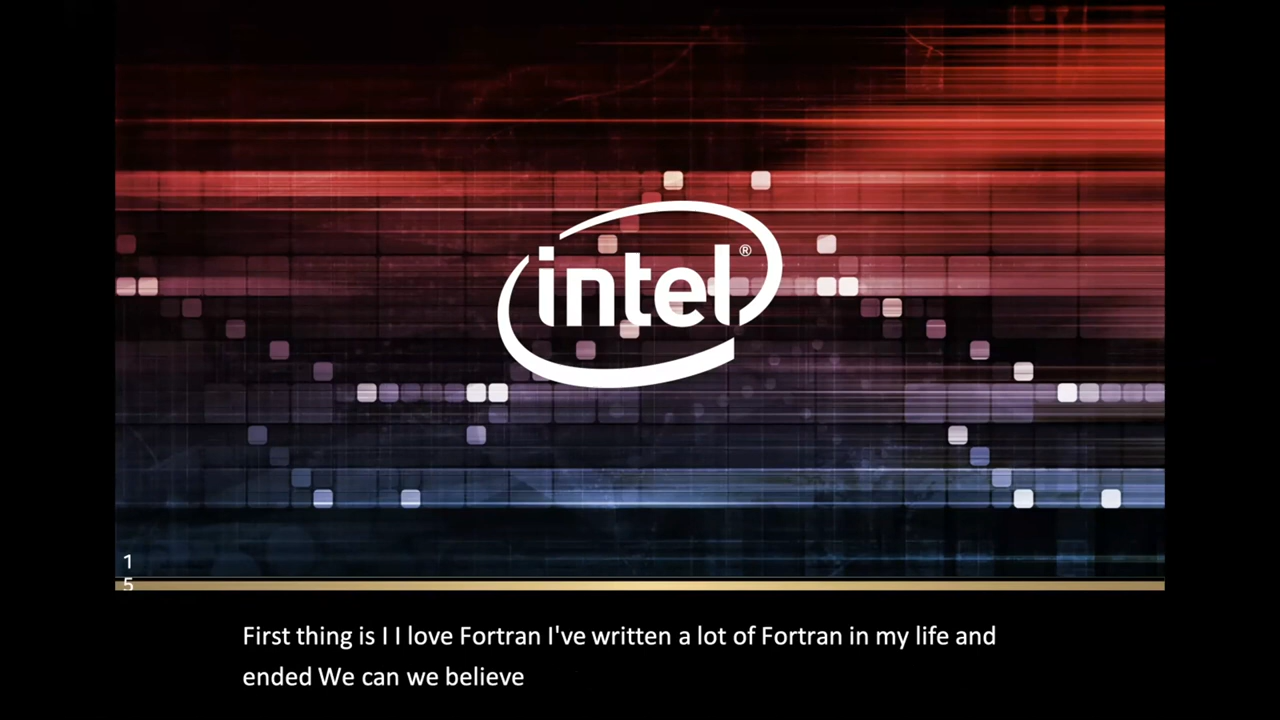 intel®
1
5
First thing is I I love Fortran I've written a lot of Fortran in my life and
ended We can we believe